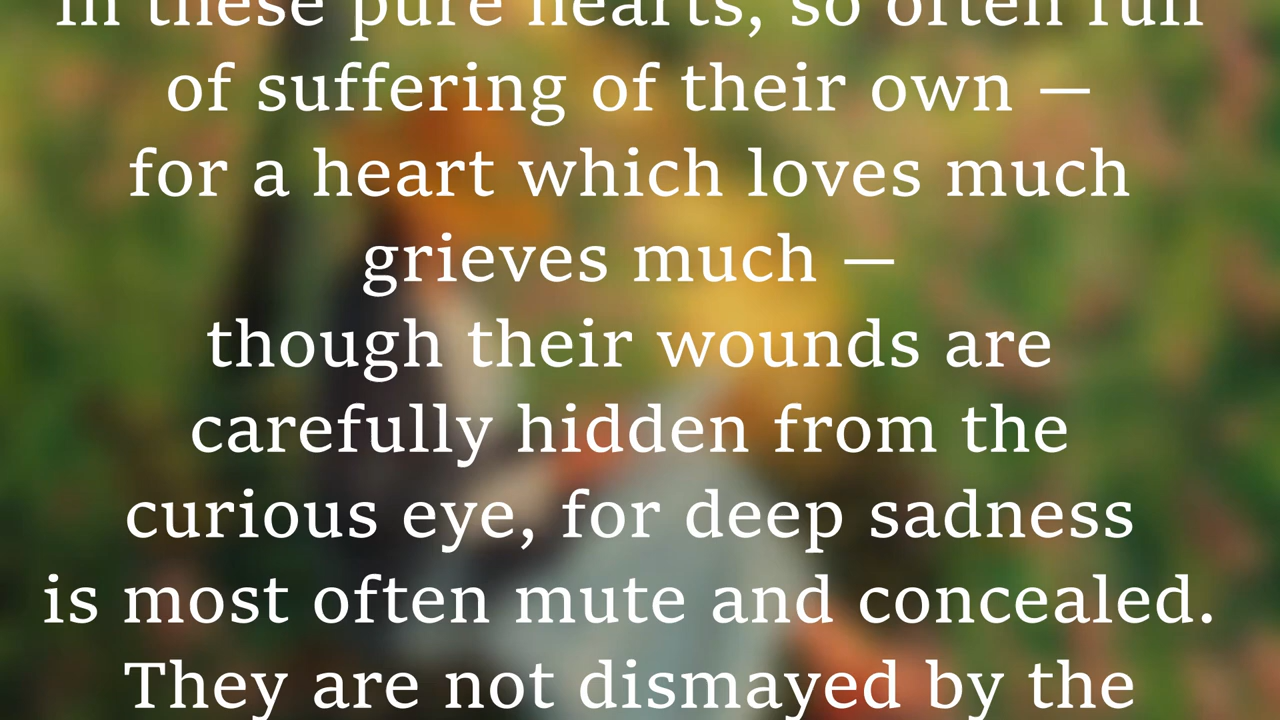 in these pure hearts, so often full
of suffering of their own —
for a heart which loves much
grieves much —
though their wounds are
carefully hidden from the
curious eye, for deep sadness
is most often mute and concealed.
They are not dismayed by the